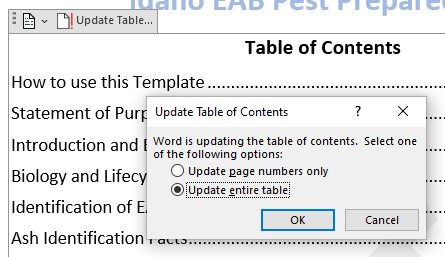 Idaho EAB Pest Prepare
Update Table...
Table of Contents
How to use this Template
Statement of Purp
Update Table of Contents
Word is updating the table of contents. Select one
of the following options:
Introduction and
Update page numbers only
Biology and Lifecy
Update entire table
Identification of EA
OK
Cancel
Ash Identification Facts